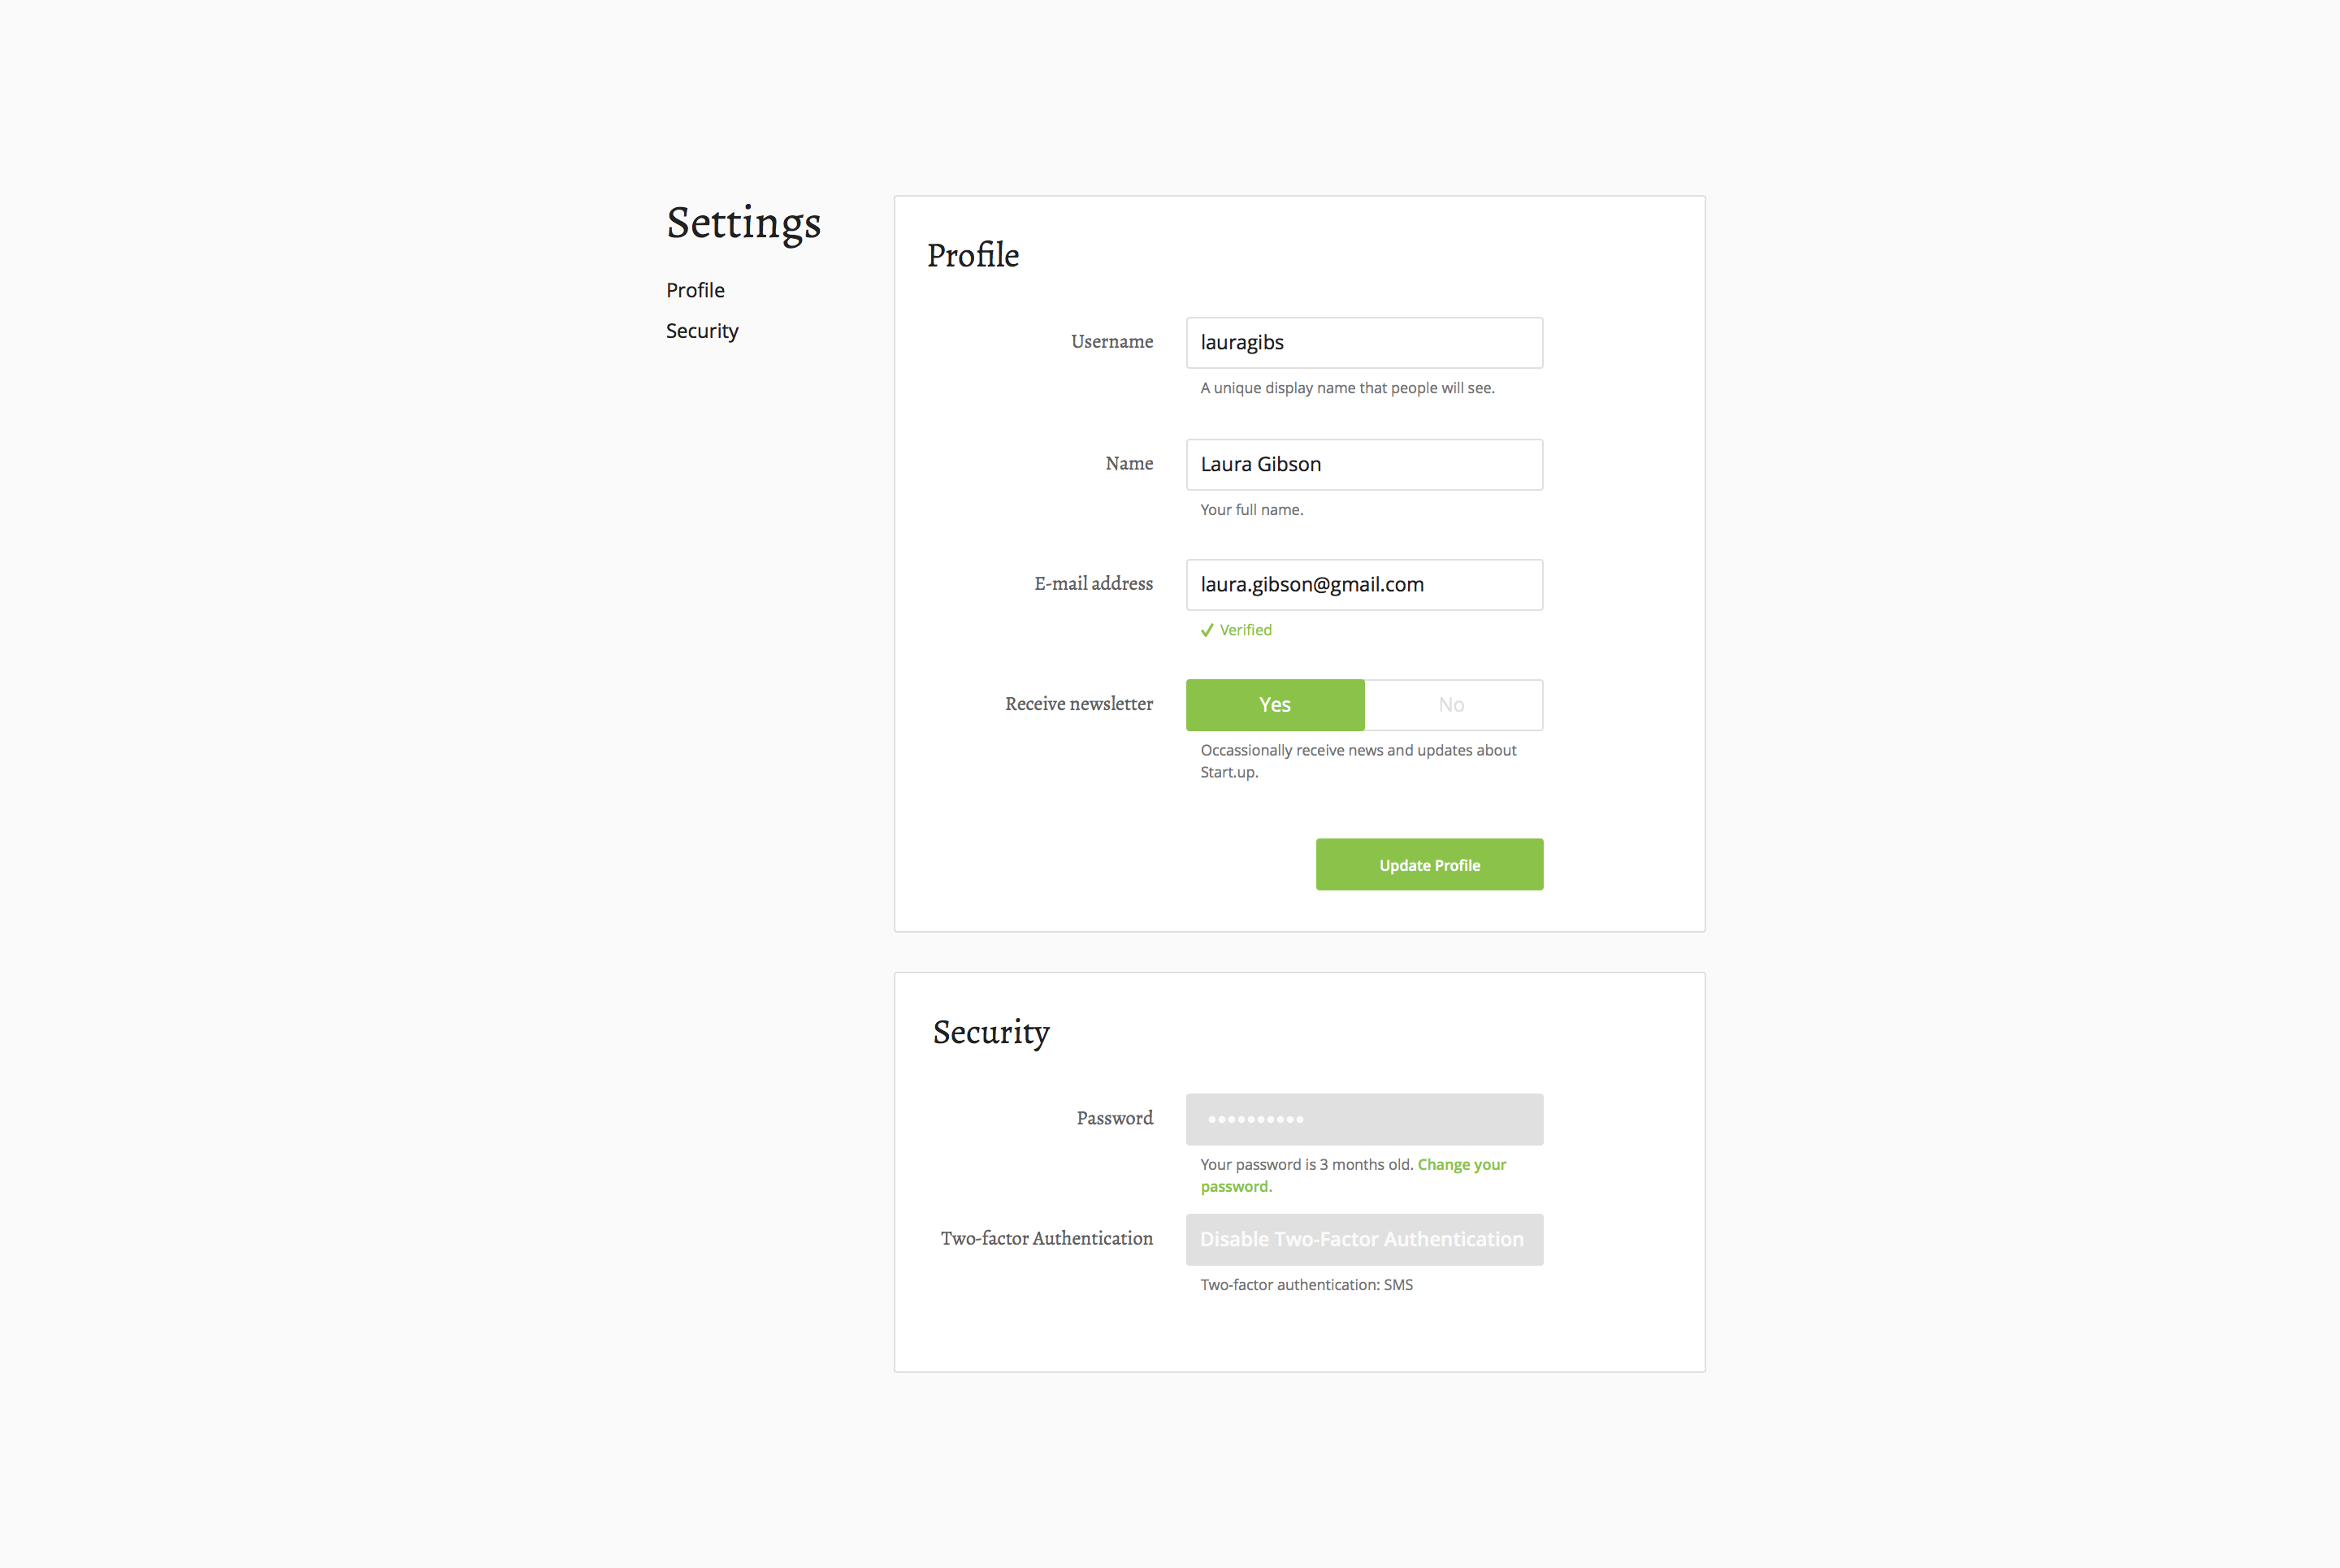 Settings
Profile
Security
Profile
Username
lauragibs
A unique display name that people will see.
Name
Laura Gibson
Your full name.
E-mail address
laura.gibson@gmail.com
Verified
Receive newsletter
Yes
No
Occassionally receive news and updates about
Start.up.
Update Profile
Security
Password
••••••••••
Your password is 3 months old. Change your
password.
Two-factor Authentication
Disable Two-Factor Authentication
Two-factor authentication: SMS